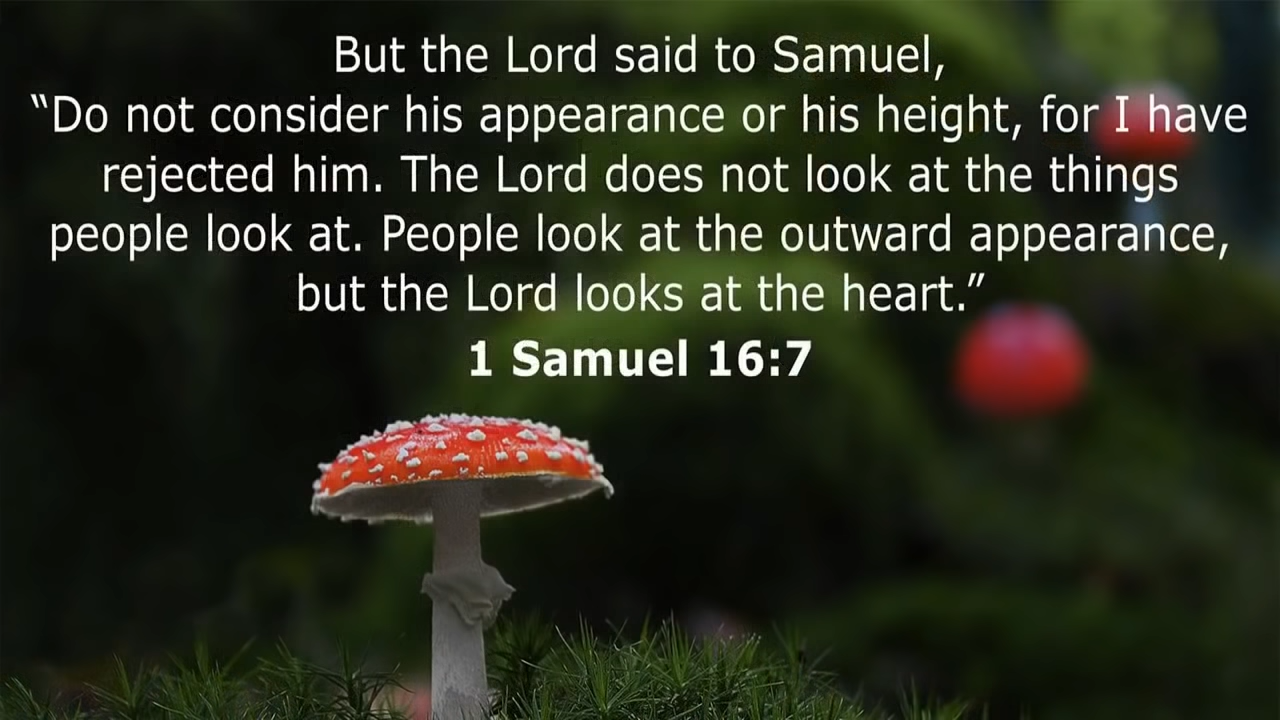 But the Lord said to Samuel,
“Do not consider his appearance or his height, for I have
rejected him. The Lord does not look at the things
people look at. People look at the outward appearance,
but the Lord looks at the heart.”
1 Samuel 16:7